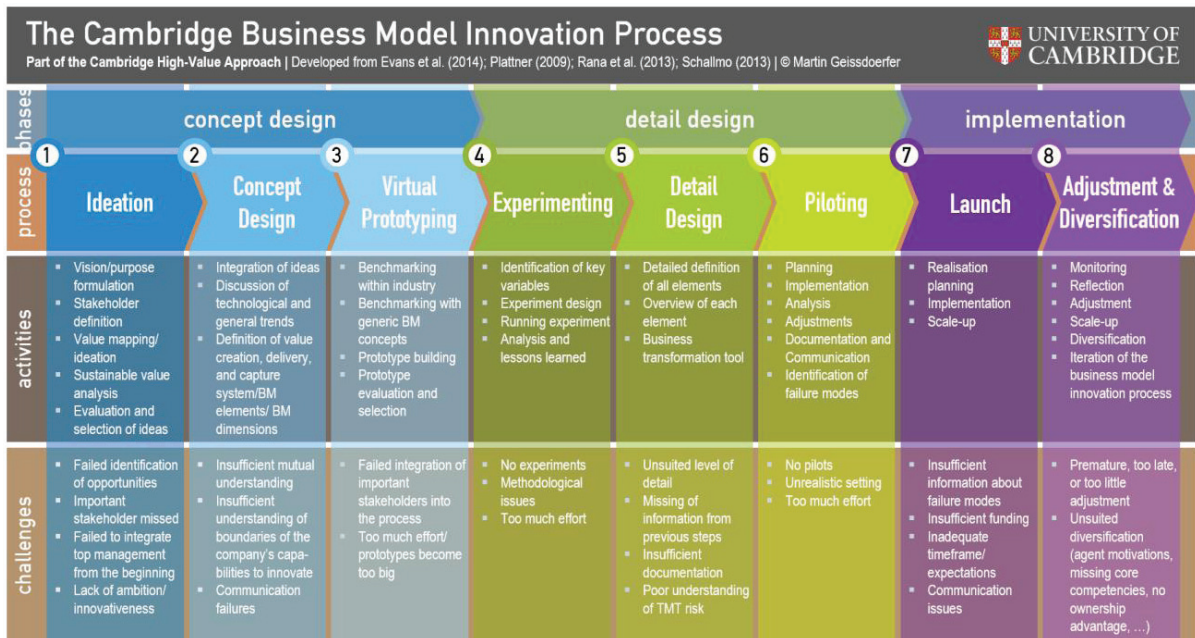 The Cambridge Business Model Innovation Process
Part of the Cambridge High-Value Approach | Developed from Evans et al. (2014); Plattner (2009); Rana et al. (2013); Schallmo (2013) | © Martin Geissdoerfer
UNIVERSITY OF
CAMBRIDGE
phases
concept design
detail design
implementation
process
1
Ideation
2
Concept
Design
3
Virtual
Prototyping
4
Experimenting
5
Detail
Design
6
Piloting
7
Launch
8
Adjustment &
Diversification
activities
▪ Vision/purpose
formulation
▪ Stakeholder
definition
▪ Value mapping/
ideation
▪ Sustainable value
analysis
▪ Evaluation and
selection of ideas
▪ Integration of ideas
▪ Discussion of
technological and
general trends
▪ Definition of value
creation, delivery,
and capture
system/BM
elements/ BM
dimensions
▪ Benchmarking
within industry
▪ Benchmarking with
generic BM
concepts
▪ Prototype building
▪ Prototype
evaluation and
selection
▪ Identification of key
variables
▪ Experiment design
▪ Running experiment
▪ Analysis and
lessons learned
▪ Detailed definition
of all elements
▪ Overview of each
element
▪ Business
transformation tool
▪ Planning
▪ Implementation
▪ Analysis
▪ Adjustments
▪ Documentation and
Communication
▪ Identification of
failure modes
▪ Realisation
planning
▪ Implementation
▪ Scale-up
▪ Monitoring
▪ Reflection
▪ Adjustment
▪ Scale-up
▪ Diversification
▪ Iteration of the
business model
innovation process
challenges
▪ Failed identification
of opportunities
▪ Important
stakeholder missed
▪ Failed to integrate
top management
from the beginning
▪ Lack of ambition/
innovativeness
▪ Insufficient mutual
understanding
▪ Insufficient
understanding of
boundaries of the
company's capa-
bilities to innovate
▪ Communication
failures
▪ Failed integration of
important
stakeholders into
the process
▪ Too much effort/
prototypes become
too big
▪ No experiments
▪ Methodological
issues
▪ Too much effort
▪ Unsuited level of
detail
▪ Missing of
information from
previous steps
▪ Insufficient
documentation
▪ Poor understanding
of TMT risk
▪ No pilots
▪ Unrealistic setting
▪ Too much effort
▪ Insufficient
information about
failure modes
▪ Insufficient funding
▪ Inadequate
timeframe/
expectations
▪ Communication
issues
▪ Premature, too late,
or too little
adjustment
▪ Unsuited
diversification
(agent motivations,
missing core
competencies, no
ownership
advantage, ...)